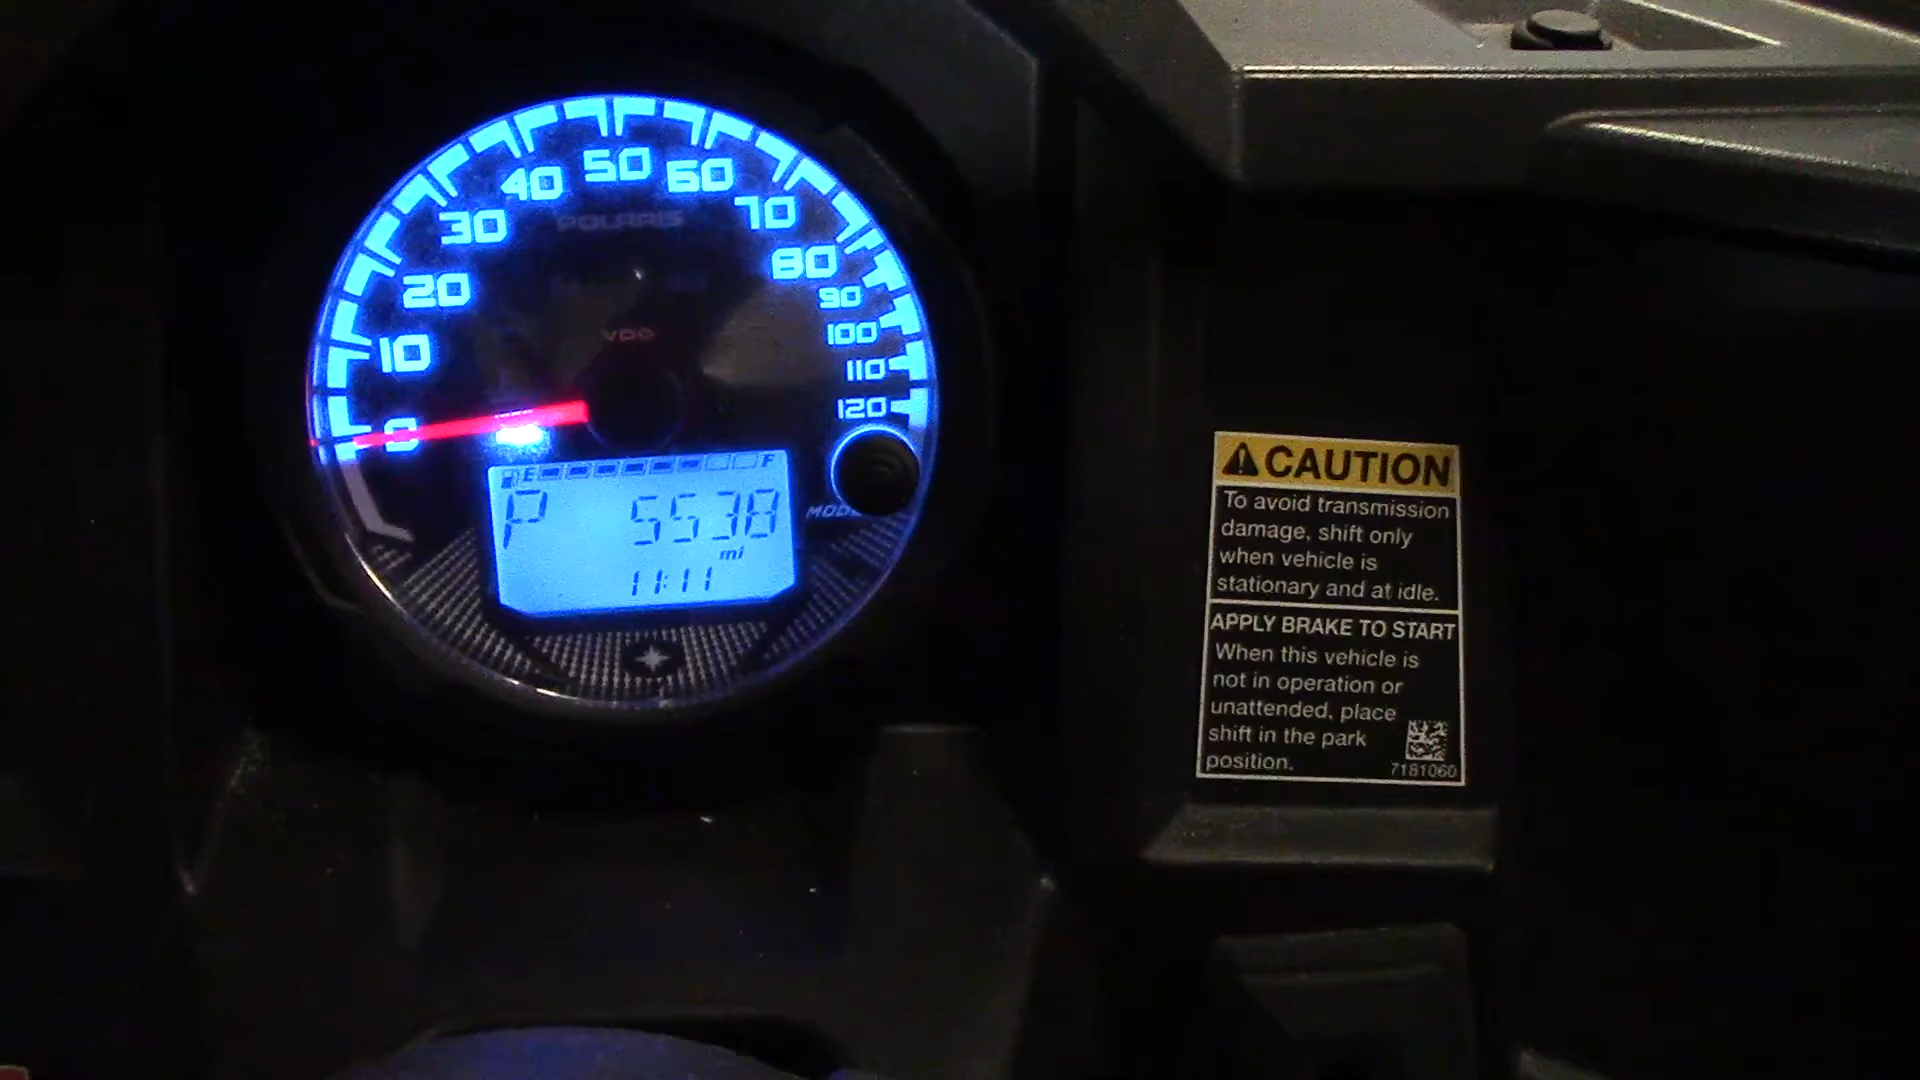 50
40 60
30 70
POLARIS
80
20 90
VDO 100
10 110
120
0
E F
P 5538
mi
11:11
⚠ CAUTION
To avoid transmission
damage, shift only
when vehicle is
stationary and at idle.
APPLY BRAKE TO START
When this vehicle is
not in operation or
unattended, place
shift in the park
position.
7181060